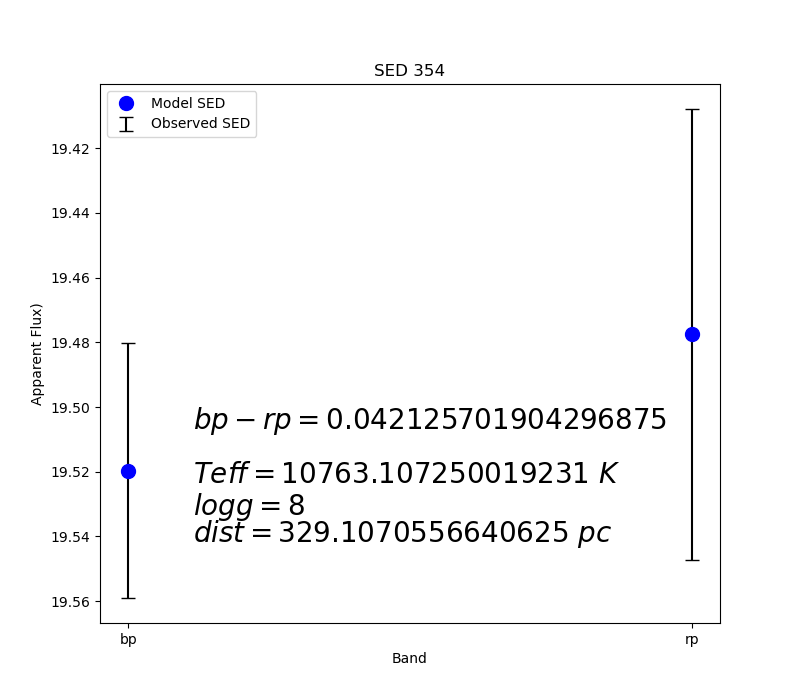 SED 354
Model SED
Observed SED
19.42
19.44
19.46
19.48
19.50
19.52
19.54
19.56
Apparent Flux)
bp − rp = 0.042125701904296875
Teff = 10763.107250019231 K
logg = 8
dist = 329.1070556640625 pc
bp
rp
Band